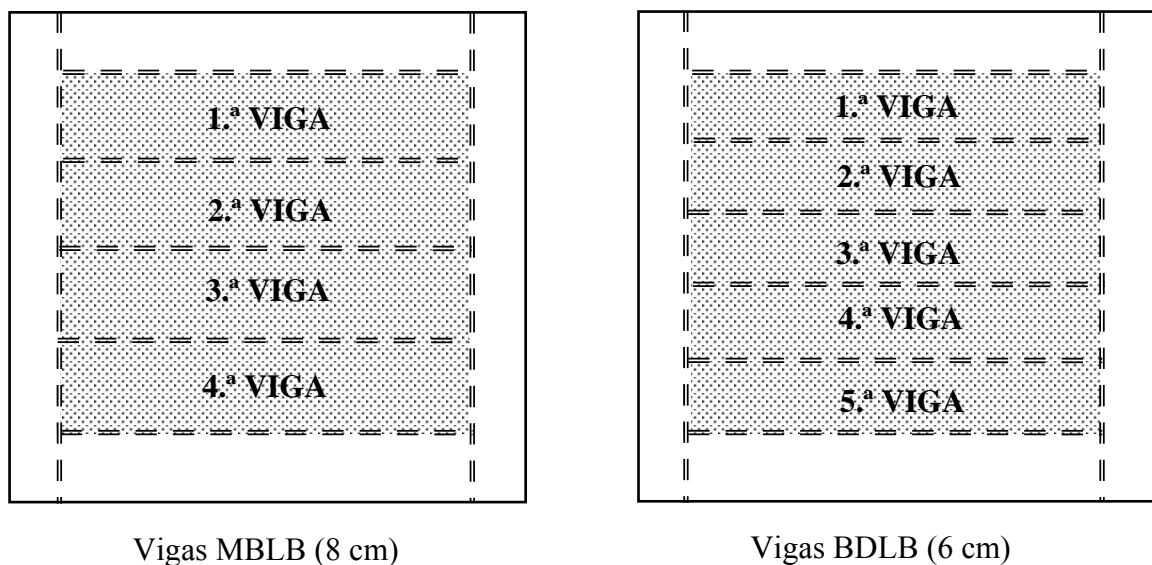 1.ª VIGA
2.ª VIGA
3.ª VIGA
4.ª VIGA
Vigas MBLB (8 cm)
1.ª VIGA
2.ª VIGA
3.ª VIGA
4.ª VIGA
5.ª VIGA
Vigas BDLB (6 cm)